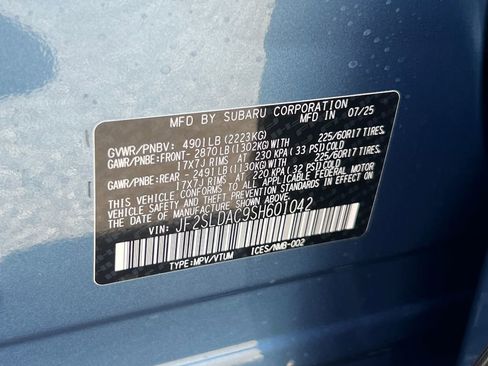 MFD BY SUBARU CORPORATION MFD IN 07/25
GVWR/PNBV: 4901LB(2223KG)
GAWR/PNBE:FRONT- 2870LB(1302KG)WITH 225/60R17 TIRES,
17X7J RIMS AT 230 KPA(33 PSI)COLD
GAWR/PNBE:REAR - 2491LB(1130KG)WITH 225/60R17 TIRES,
17X7J RIMS AT 220 KPA(32 PSI)COLD
THIS VEHICLE CONFORMS TO ALL APPLICABLE FEDERAL MOTOR
VEHICLE SAFETY AND THEFT PREVENTION STANDARDS IN EFFECT
ON THE DATE OF MANUFACTURE SHOWN ABOVE.
VIN: JF2SLDAC9SH601042
TYPE:MPV/VTUM ICES/NMB-002